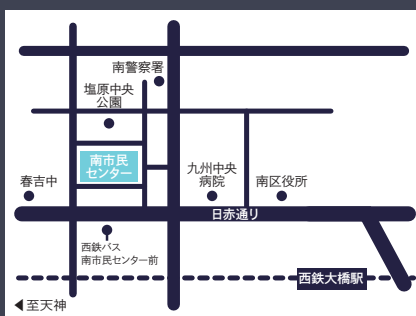 南警察署
塩原中央
公園
南市民
センター
春吉中
九州中央
病院
南区役所
日赤通り
西鉄バス
南市民センター前
西鉄大橋駅
◀至天神